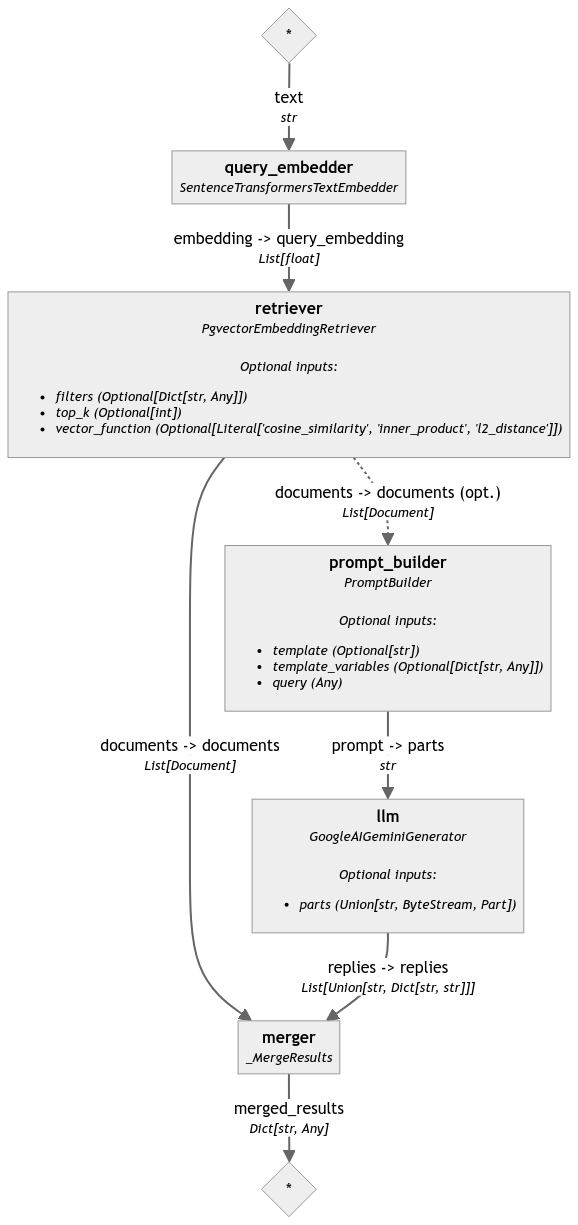 *
text
str
query_embedder
SentenceTransformersTextEmbedder
embedding -> query_embedding
List[float]
retriever
PgvectorEmbeddingRetriever
Optional inputs:
• filters (Optional[Dict[str, Any]])
• top_k (Optional[int])
• vector_function (Optional[Literal['cosine_similarity', 'inner_product', 'l2_distance']])
documents -> documents (opt.)
List[Document]
prompt_builder
PromptBuilder
Optional inputs:
• template (Optional[str])
• template_variables (Optional[Dict[str, Any]])
• query (Any)
documents -> documents
List[Document]
prompt -> parts
str
llm
GoogleAIGeminiGenerator
Optional inputs:
• parts (Union[str, ByteStream, Part])
replies -> replies
List[Union[str, Dict[str, str]]]
merger
_MergeResults
merged_results
Dict[str, Any]
*